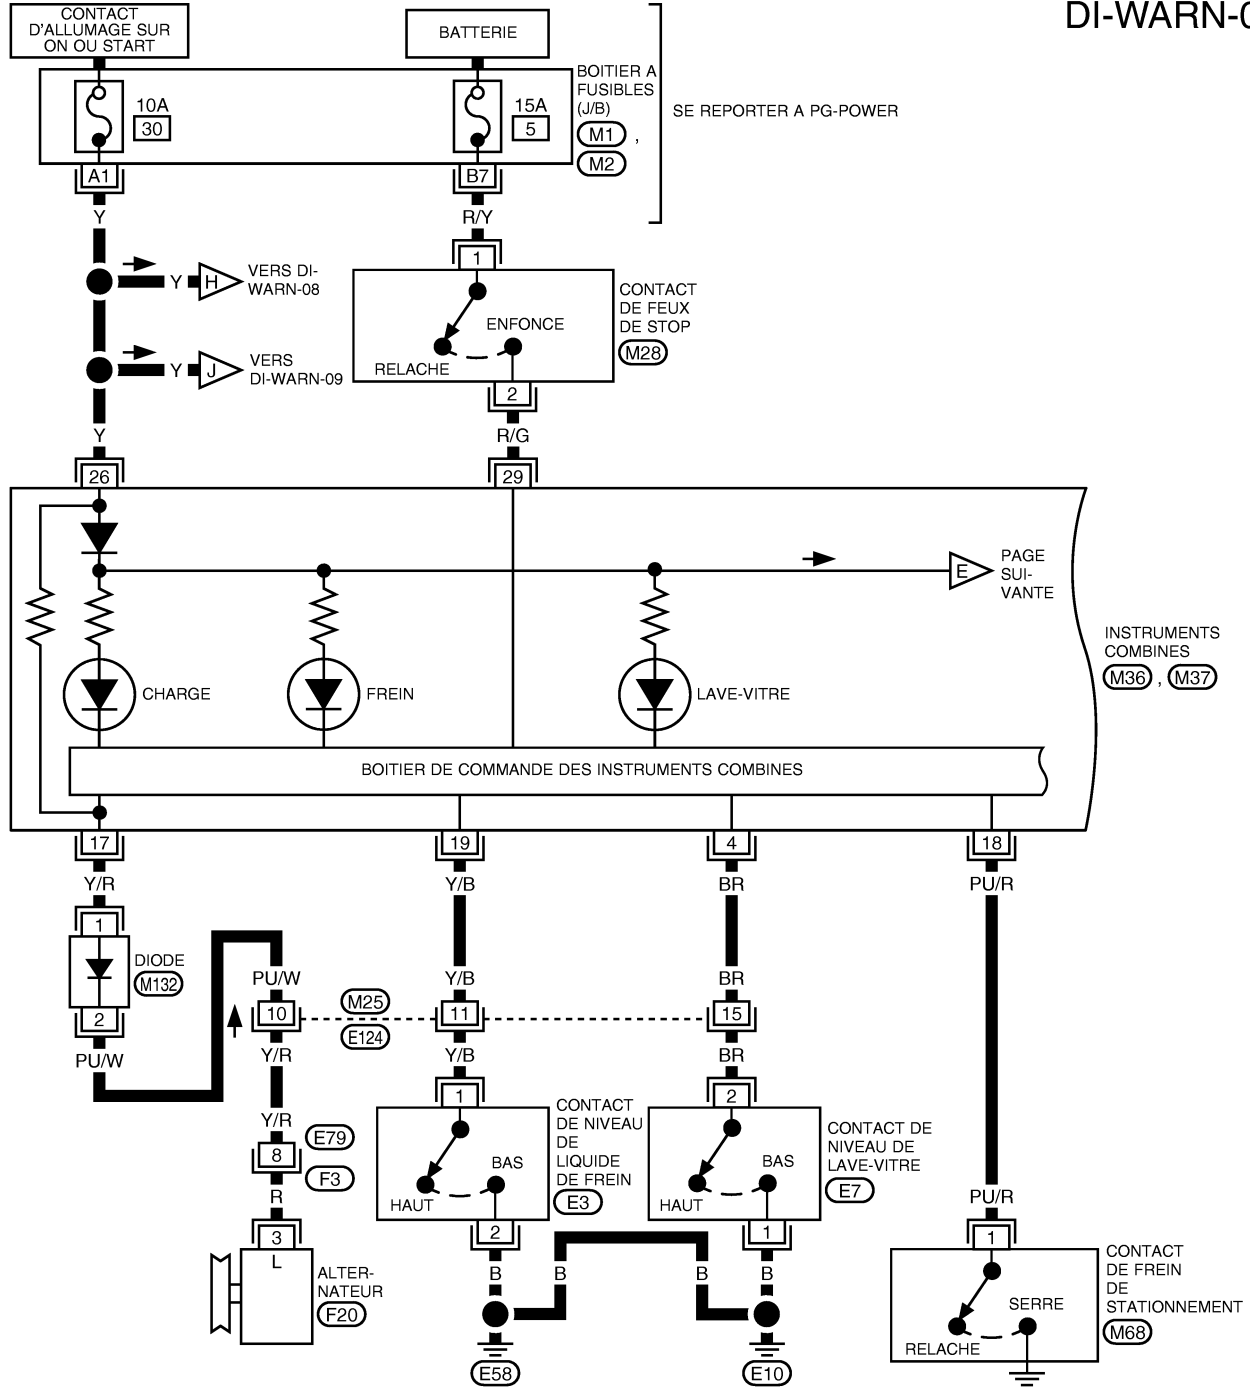 DI-WARN-0
CONTACT
D'ALLUMAGE SUR
ON OU START
BATTERIE
10A
30
15A
5
BOITIER A
FUSIBLES
(J/B)
M1 ,
M2
SE REPORTER A PG-POWER
A1
B7
Y
R/Y
1
Y
H
VERS DI-
WARN-08
CONTACT
DE FEUX
DE STOP
M28
ENFONCE
RELACHE
Y
J
VERS
DI-WARN-09
2
Y
R/G
26
29
E
PAGE
SUI-
VANTE
INSTRUMENTS
COMBINES
M36 , M37
CHARGE
FREIN
LAVE-VITRE
BOITIER DE COMMANDE DES INSTRUMENTS COMBINES
17
19
4
18
Y/R
Y/B
BR
PU/R
1
DIODE
M132
2
PU/W
PU/W
Y/B
BR
10
M25
E124
11
15
Y/R
Y/B
BR
Y/R
8
E79
F3
R
3
L
ALTER-
NATEUR
F20
1
CONTACT
DE NIVEAU
DE
LIQUIDE
DE FREIN
E3
BAS
HAUT
2
2
CONTACT DE
NIVEAU DE
LAVE-VITRE
E7
BAS
HAUT
1
B
B
B
B
E58
E10
PU/R
1
CONTACT
DE FREIN
DE
STATIONNEMENT
M68
SERRE
RELACHE